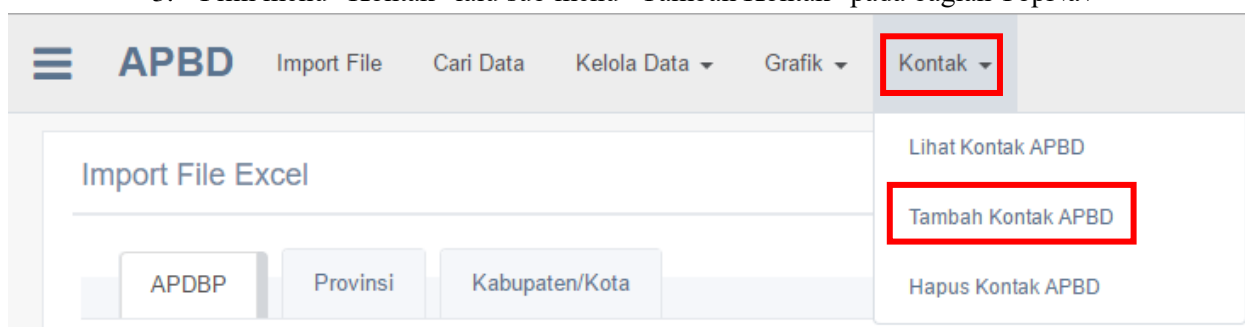 APBD Import File Cari Data Kelola Data Grafik Kontak
Lihat Kontak APBD
Import File Excel
Tambah Kontak APBD
APDBP Provinsi Kabupaten/Kota
Hapus Kontak APBD